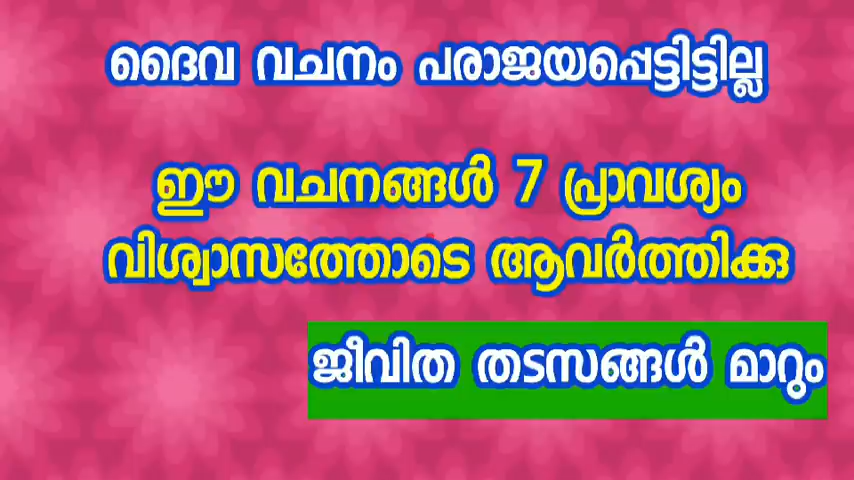 ദൈവ വചനം പരാജയപ്പെട്ടിട്ടില്ല
ഈ വചനങ്ങൾ 7 പ്രാവശ്യം
വിശ്വാസത്തോടെ ആവർത്തിക്കു
ജീവിത തടസങ്ങൾ മാറും